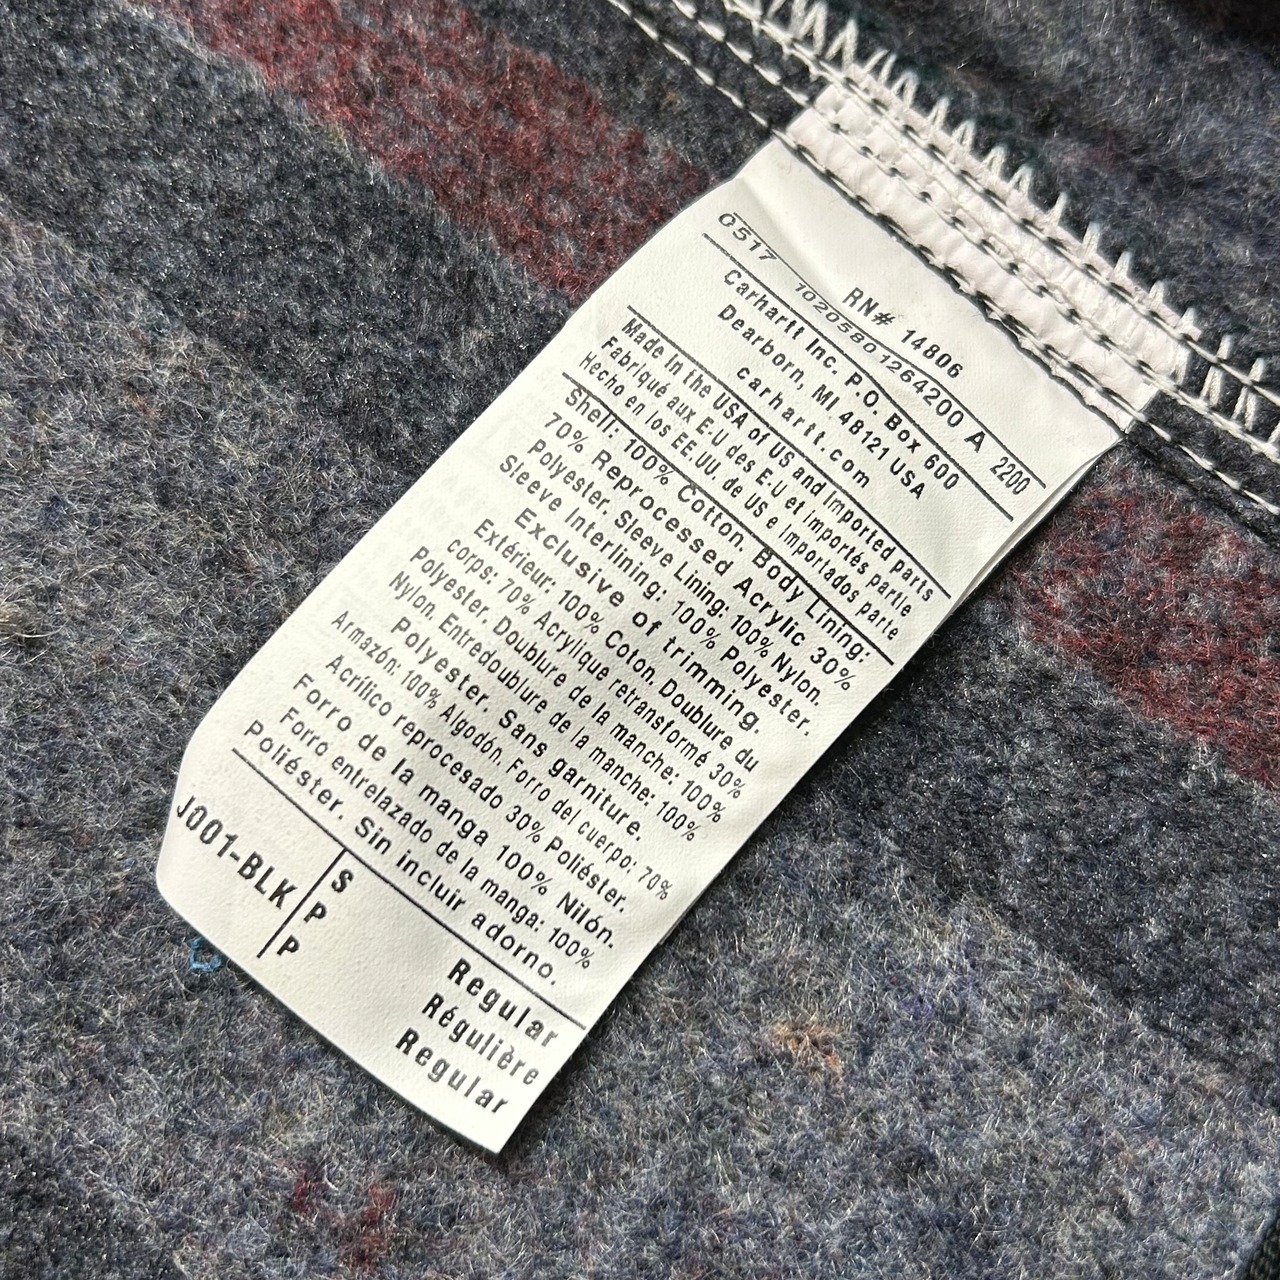 RN# 14806
0517 1020580 1264200 A 2200
Carhartt Inc. P.O. Box 600
Dearborn, MI 48121 USA
carhartt.com
Made in the USA of US and Imported parts
Fabriqué aux E-U des E-U et importés partie
Hecho en los EE.UU. de US e importados parte
Shell: 100% Cotton. Body Lining:
70% Reprocessed Acrylic 30%
Polyester, Sleeve Lining: 100% Nylon.
Sleeve Interlining: 100% Polyester.
Exclusive of trimming.
Extérieur: 100% Coton. Doublure du
corps: 70% Acrylique retransformé 30%
Polyester. Doublure de la manche: 100%
Nylon. Entredoublure de la manche: 100%
Polyester. Sans garniture.
Armazón: 100% Algodón. Forro del cuerpo: 70%
Acrílico reprocesado 30% Poliéster.
Forro de la manga 100% Nilón.
Forro entrelazado de la manga: 100%
Poliéster. Sin incluir adorno.
J001-BLK
S Regular
P Régulière
P Regular